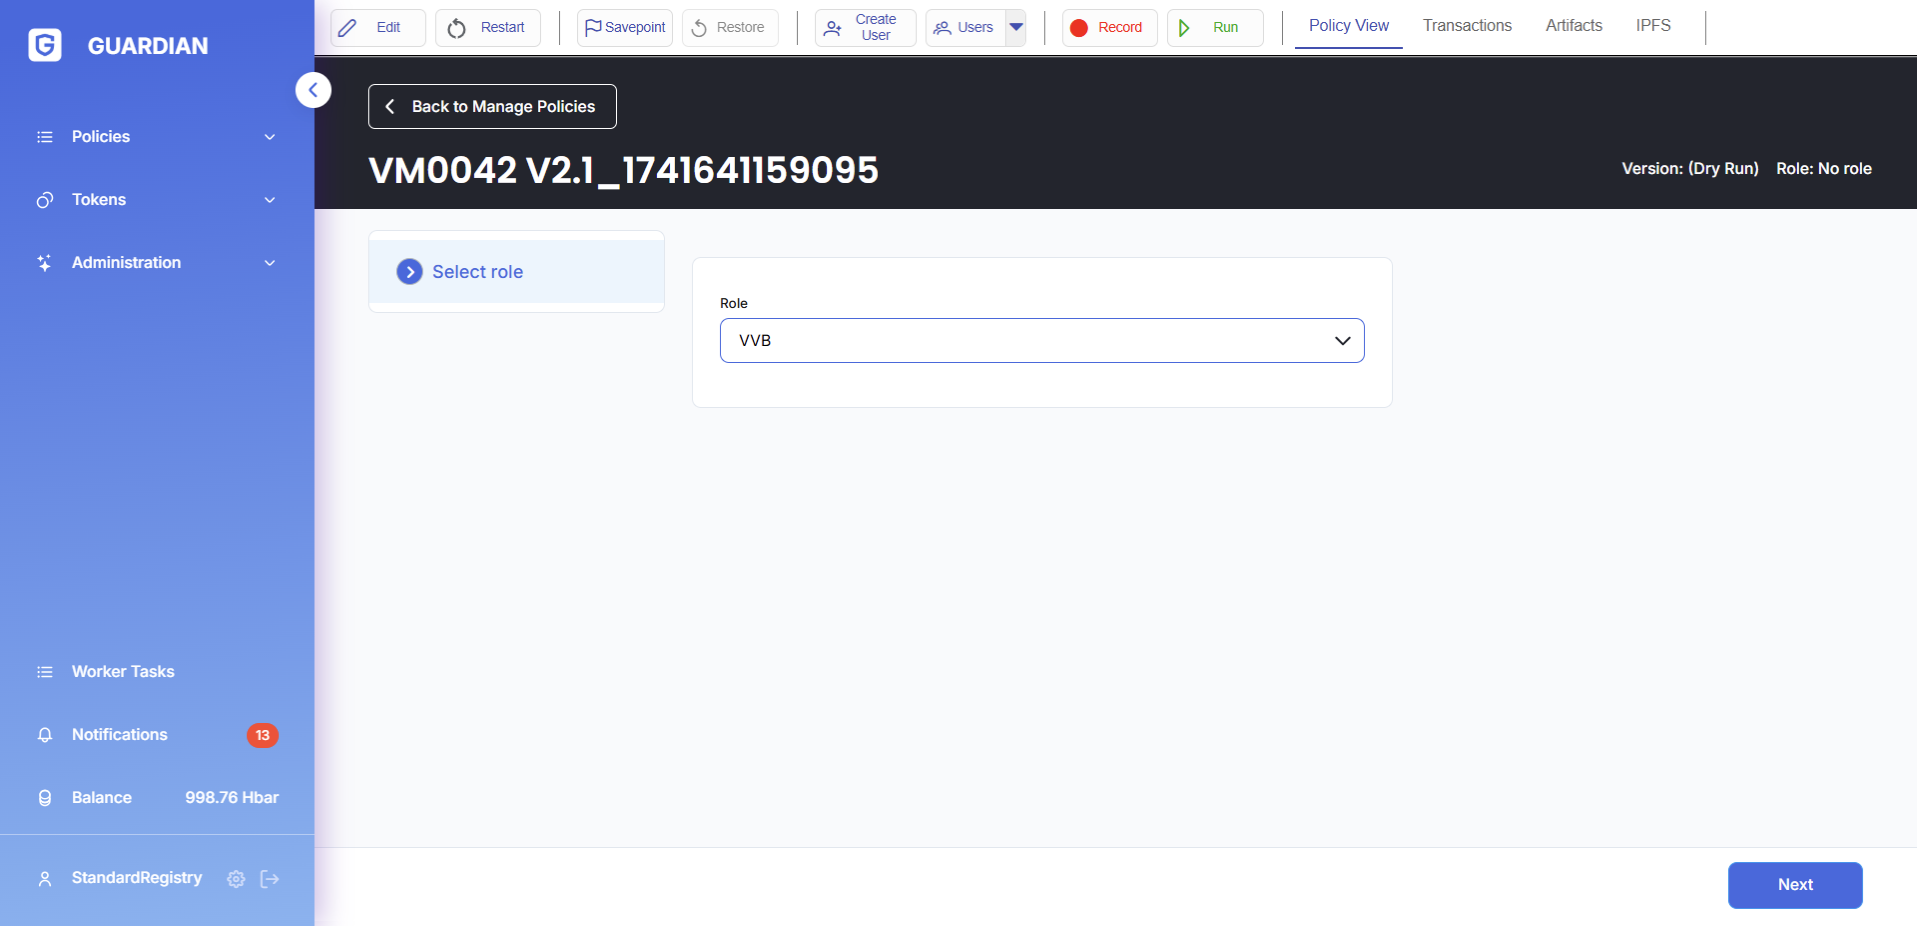 GUARDIAN
Policies
Tokens
Administration
Worker Tasks
Notifications 13
Balance 998.76 Hbar
StandardRegistry
Edit Restart Savepoint Restore Create User Users Record Run Policy View Transactions Artifacts IPFS
Back to Manage Policies
VM0042 V2.1_1741641159095
Version: (Dry Run) Role: No role
Select role
Role
VVB
Next